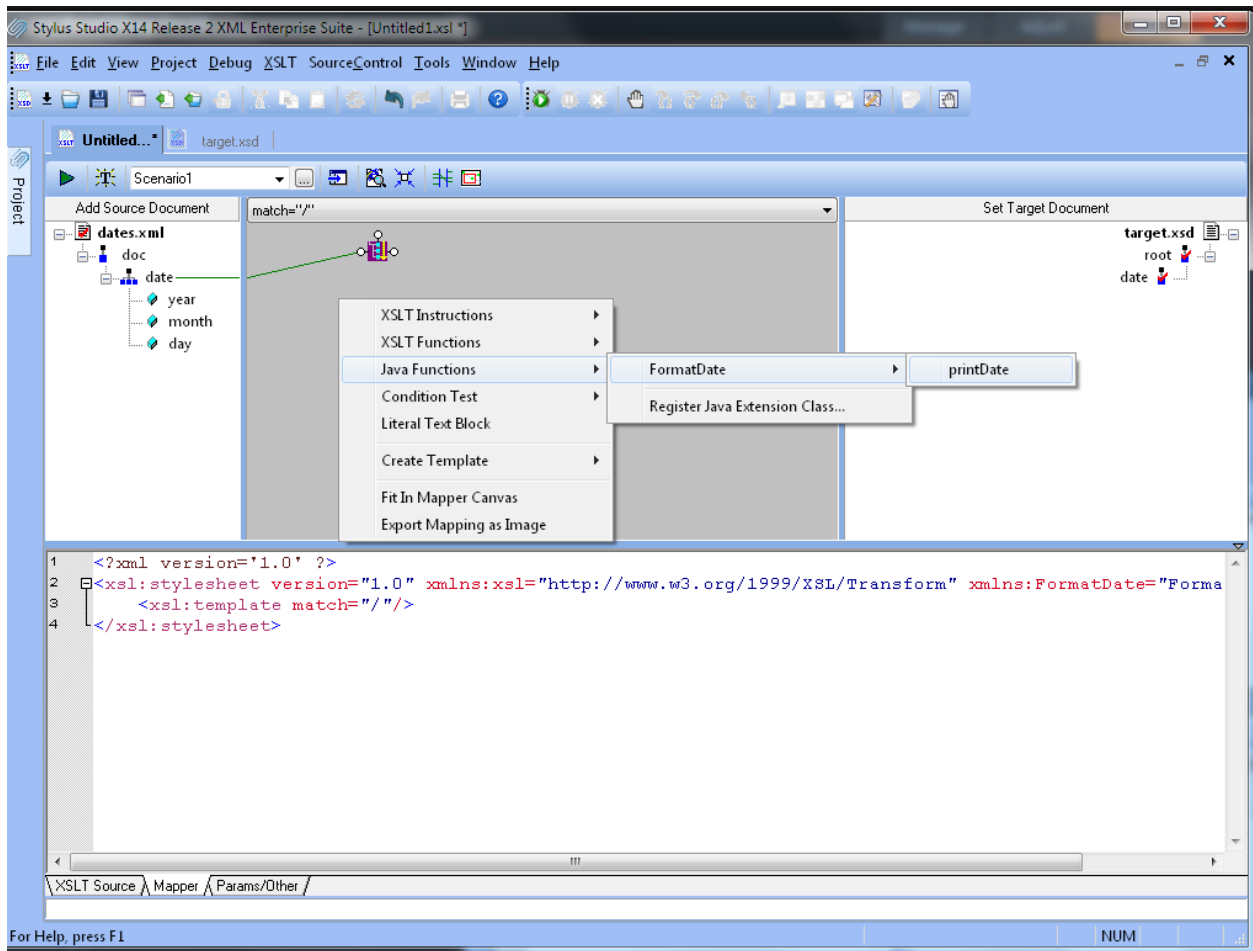 Stylus Studio X14 Release 2 XML Enterprise Suite - [Untitled1.xsl *]
File Edit View Project Debug XSLT SourceControl Tools Window Help
Untitled...* target.xsd
Project
Scenario1
Add Source Document
match="/"
Set Target Document
dates.xml
doc
date
year
month
day
target.xsd
root
date
XSLT Instructions
XSLT Functions
Java Functions
Condition Test
Literal Text Block
Create Template
Fit In Mapper Canvas
Export Mapping as Image
FormatDate
Register Java Extension Class...
printDate
1 <?xml version='1.0' ?>
2 <xsl:stylesheet version="1.0" xmlns:xsl="http://www.w3.org/1999/XSL/Transform" xmlns:FormatDate="Forma
3 <xsl:template match="/"/>
4 </xsl:stylesheet>
XSLT Source Mapper Params/Other
For Help, press F1 NUM